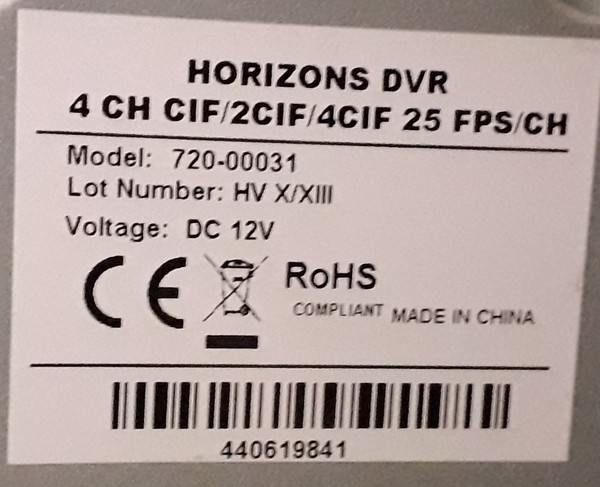 HORIZONS DVR
4 CH CIF/2CIF/4CIF 25 FPS/CH
Model: 720-00031
Lot Number: HV X/XIII
Voltage: DC 12V
CE RoHS
COMPLIANT MADE IN CHINA
440619841